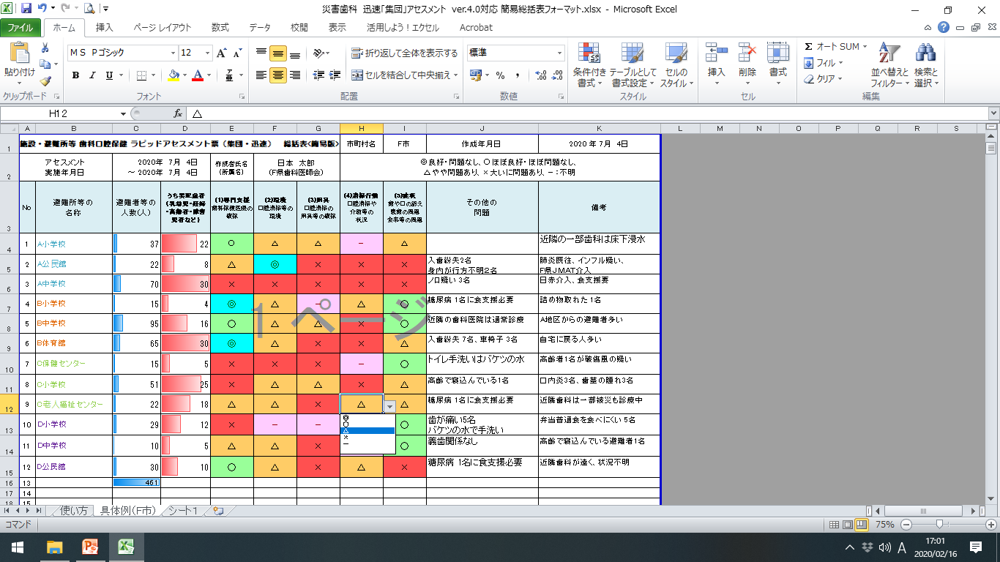 災害歯科　迅速「集団」アセスメント　ver.4.0対応 簡易総括表フォーマット.xlsx - Microsoft Excel
ファイル ホーム 挿入 ページ レイアウト 数式 データ 校閲 表示 活用しよう！エクセル Acrobat
ＭＳ Ｐゴシック 12 折り返して全体を表示する 標準 Σ オート SUM
貼り付け B I U 亜 セルを結合して中央揃え % , 条件付き書式 テーブルとして書式設定 セルのスタイル 挿入 削除 書式 フィル クリア 並べ替えとフィルター 検索と選択
クリップボード フォント 配置 数値 スタイル セル 編集
H12 fx △
A B C D E F G H I J K L M N O P Q R S
1 施設・避難所等 歯科口腔保健 ラピッドアセスメント票（集団・迅速） 総括表<簡易版> 市町村名 F市 作成年月日 2020 年 7月 4日
2 アセスメント実施年月日 2020年 7月 4日 ～ 2020年 7月 4日 作成者氏名(所属名) 日本 太郎 (F県歯科医師会) ◎良好・問題なし、〇ほぼ良好・ほぼ問題なし、
△やや問題あり、×大いに問題あり、－：不明
3 No 避難所等の名称 避難者等の人数(人) うち要配慮者 (乳幼児・妊婦・高齢者・障害児者など) (1)専門支援 歯科保健医療の確保 (2)環境 口腔清掃等の環境 (3)用具 口腔清掃の用具等の確保 (4)清掃行動 口腔清掃や介助等の状況 (5)症状 歯や口の訴え 食事等の問題 その他の問題 備考
4 1 A小学校 37 22 〇 △ △ － △ 近隣の一部歯科は床下浸水
5 2 A公民館 22 8 △ ◎ × × × 入歯紛失2名 身内が行方不明2名 肺炎既往、インフル疑い、F県JMAT介入
6 3 A中学校 70 30 × × × × × ノロ疑い 3名 日赤介入、食支援要
7 4 B小学校 15 4 ◎ △ － △ 〇 糖尿病 1名に食支援必要 詰め物取れた 1名
8 5 B中学校 95 16 〇 △ △ × 〇 近隣の歯科医院は通常診療 A地区からの避難者多い
1 ページ
9 6 B体育館 65 30 ◎ △ × × △ 入歯紛失 7名、車椅子 3名 自宅に戻る人多い
10 7 C保健センター 15 5 × × × － 〇 トイレ手洗いはバケツの水 高齢者1名が破傷風の疑い
11 8 C小学校 51 25 × △ △ × △ 高齢で寝込んでいる1名 口内炎3名、歯茎の腫れ3名
12 9 C老人福祉センター 22 18 △ △ × △ △ 糖尿病 1名に食支援必要 近隣歯科は一部被災も診療中
13 10 D小学校 29 12 × － － 〇 歯が痛い5名 バケツの水で手洗い 弁当普通食を食べにくい 5名
◎
〇
△
×
－
14 11 D中学校 10 5 △ △ × 〇 義歯関係なし 高齢で寝込んでいる避難者1名
15 12 D公民館 30 10 〇 △ × △ × 糖尿病 1名に食支援必要 近隣歯科が遠く、状況不明
16 13 461
17 14
18 15
使い方 具体例(F市) シート1
コマンド 75%
A 17:01
2020/02/16